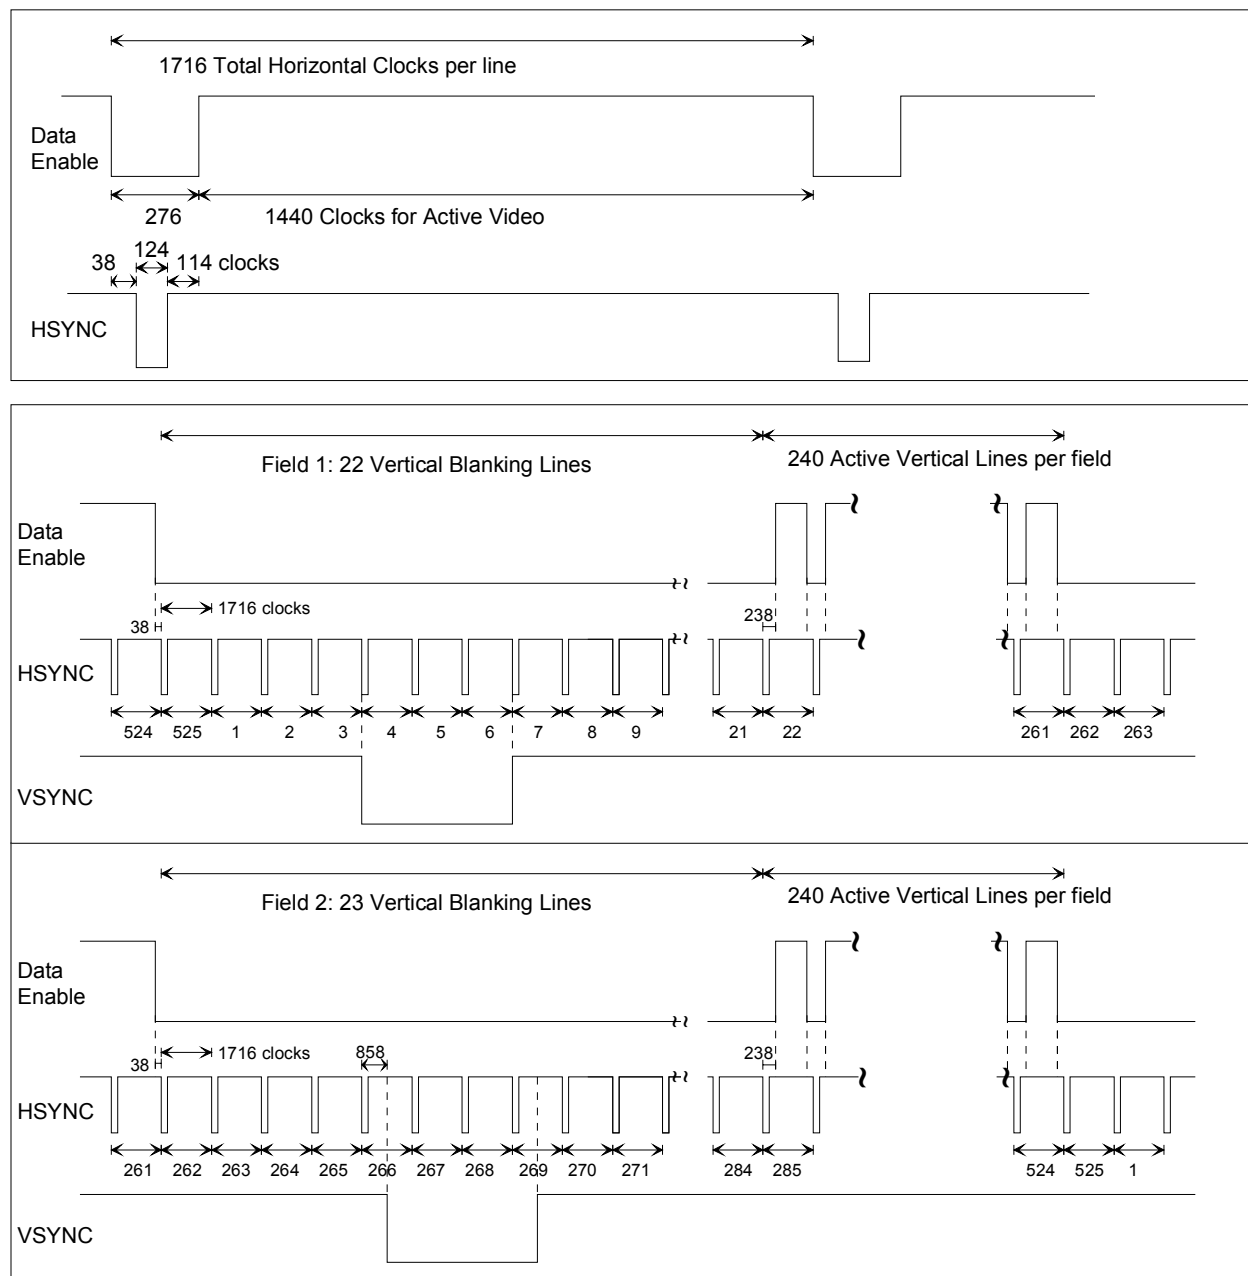 1716 Total Horizontal Clocks per line
Data
Enable
276
1440 Clocks for Active Video
124
38
114 clocks
HSYNC
Field 1: 22 Vertical Blanking Lines
240 Active Vertical Lines per field
Data
Enable
1716 clocks
38
238
HSYNC
524 525 1 2 3 4 5 6 7 8 9 21 22 261 262 263
VSYNC
Field 2: 23 Vertical Blanking Lines
240 Active Vertical Lines per field
Data
Enable
1716 clocks
858
38
238
HSYNC
261 262 263 264 265 266 267 268 269 270 271 284 285 524 525 1
VSYNC